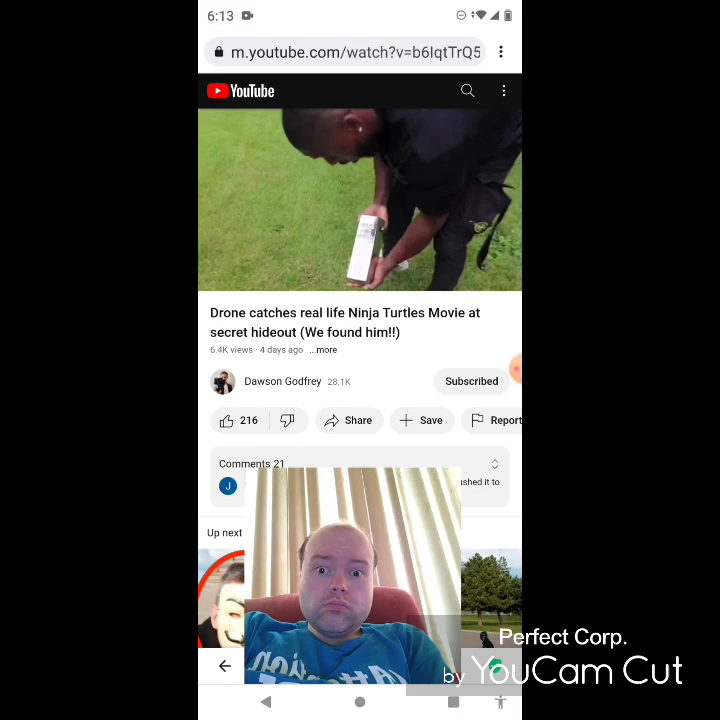 6:13
m.youtube.com/watch?v=b6IqtTrQ5
YouTube
Drone catches real life Ninja Turtles Movie at
secret hideout (We found him!!)
6.4K views · 4 days ago ...more
Dawson Godfrey 28.1K Subscribed
216 Share Save Report
Comments 21
J ushed it to
Up next
Perfect Corp.
by YouCam Cut